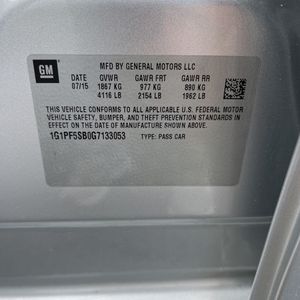 GM
MFD BY GENERAL MOTORS LLC
DATE GVWR GAWR FRT GAWR RR
07/15 1867 KG 977 KG 890 KG
4116 LB 2154 LB 1962 LB
THIS VEHICLE CONFORMS TO ALL APPLICABLE U.S. FEDERAL MOTOR
VEHICLE SAFETY, BUMPER, AND THEFT PREVENTION STANDARDS IN
EFFECT ON THE DATE OF MANUFACTURE SHOWN ABOVE.
1G1PF5SB0G7133053 TYPE: PASS CAR